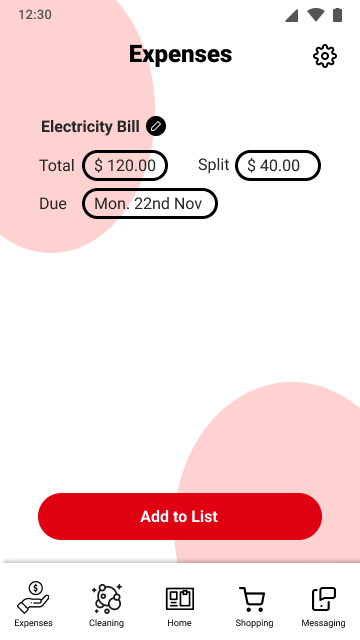 12:30
Expenses
Electricity Bill
Total $ 120.00 Split $ 40.00
Due Mon. 22nd Nov
Add to List
$
Expenses Cleaning Home Shopping Messaging